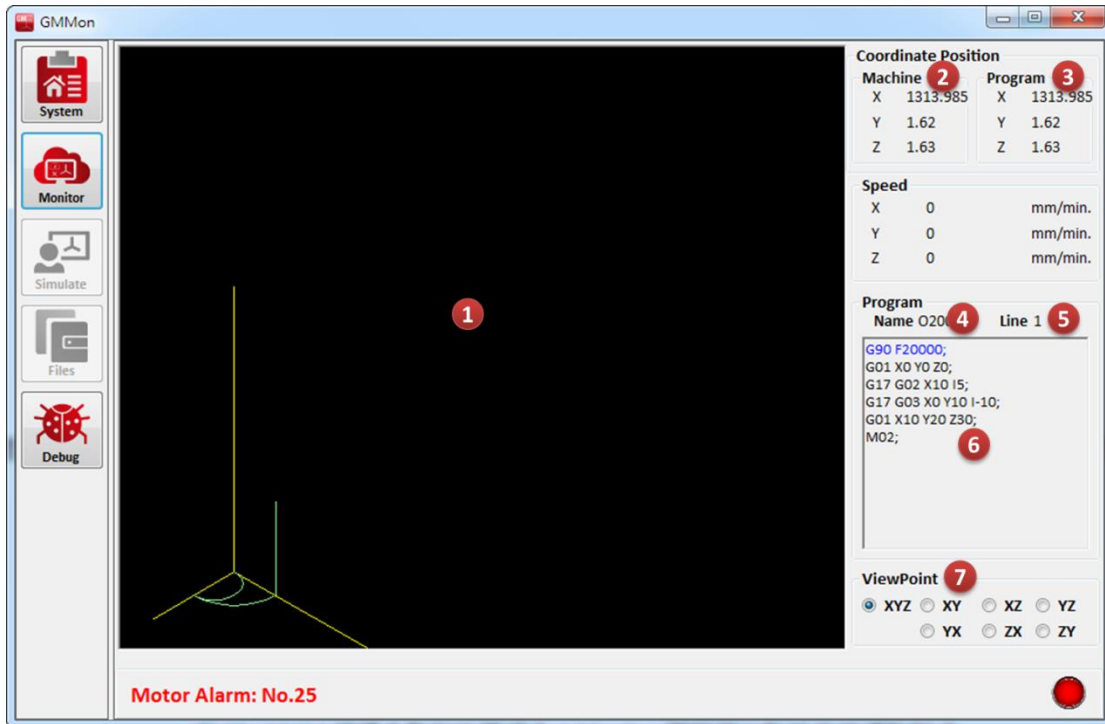 GMMon
System
Monitor
Simulate
Files
Debug
1
Coordinate Position
Machine 2 Program 3
X 1313.985 X 1313.985
Y 1.62 Y 1.62
Z 1.63 Z 1.63
Speed
X 0 mm/min.
Y 0 mm/min.
Z 0 mm/min.
Program
Name 4 Line 1 5
G90 F20000;
G01 X0 Y0 Z0;
G17 G02 X10 I5;
G17 G03 X0 Y10 I-10;
G01 X10 Y20 Z30;
M02;
6
ViewPoint 7
XYZ XY XZ YZ
YX ZX ZY
Motor Alarm: No.25